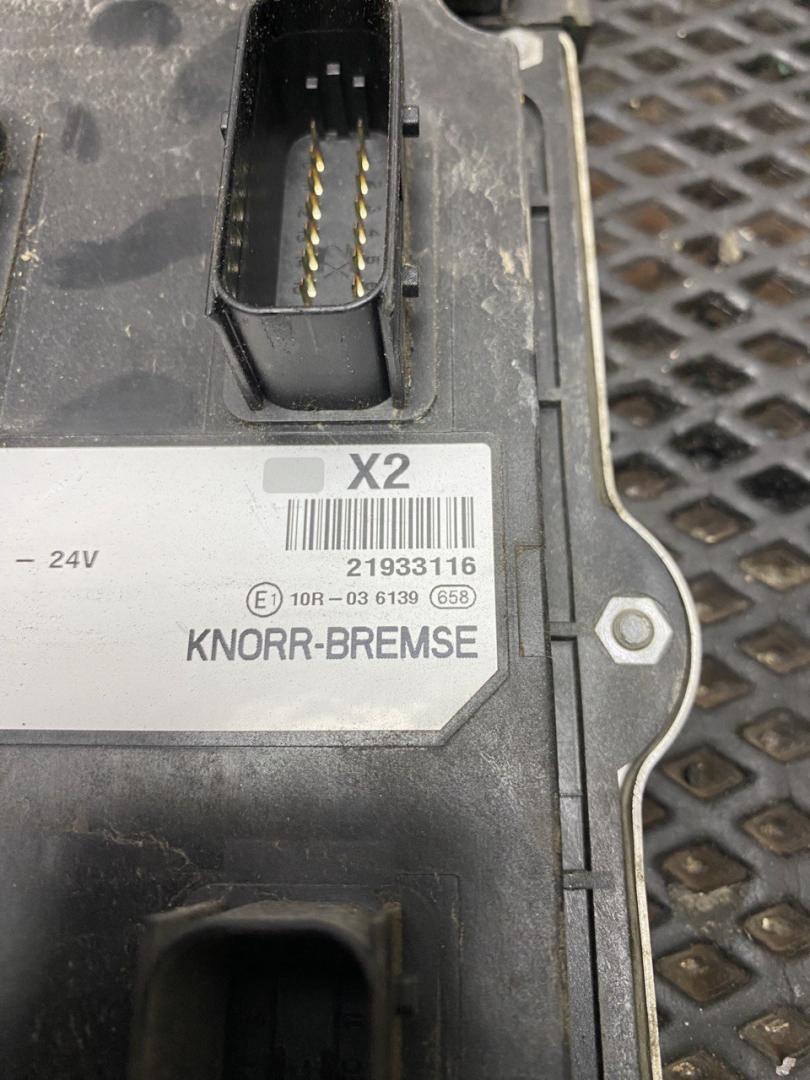 X2
– 24V
21933116
E1 10R–03 6139 658
KNORR-BREMSE